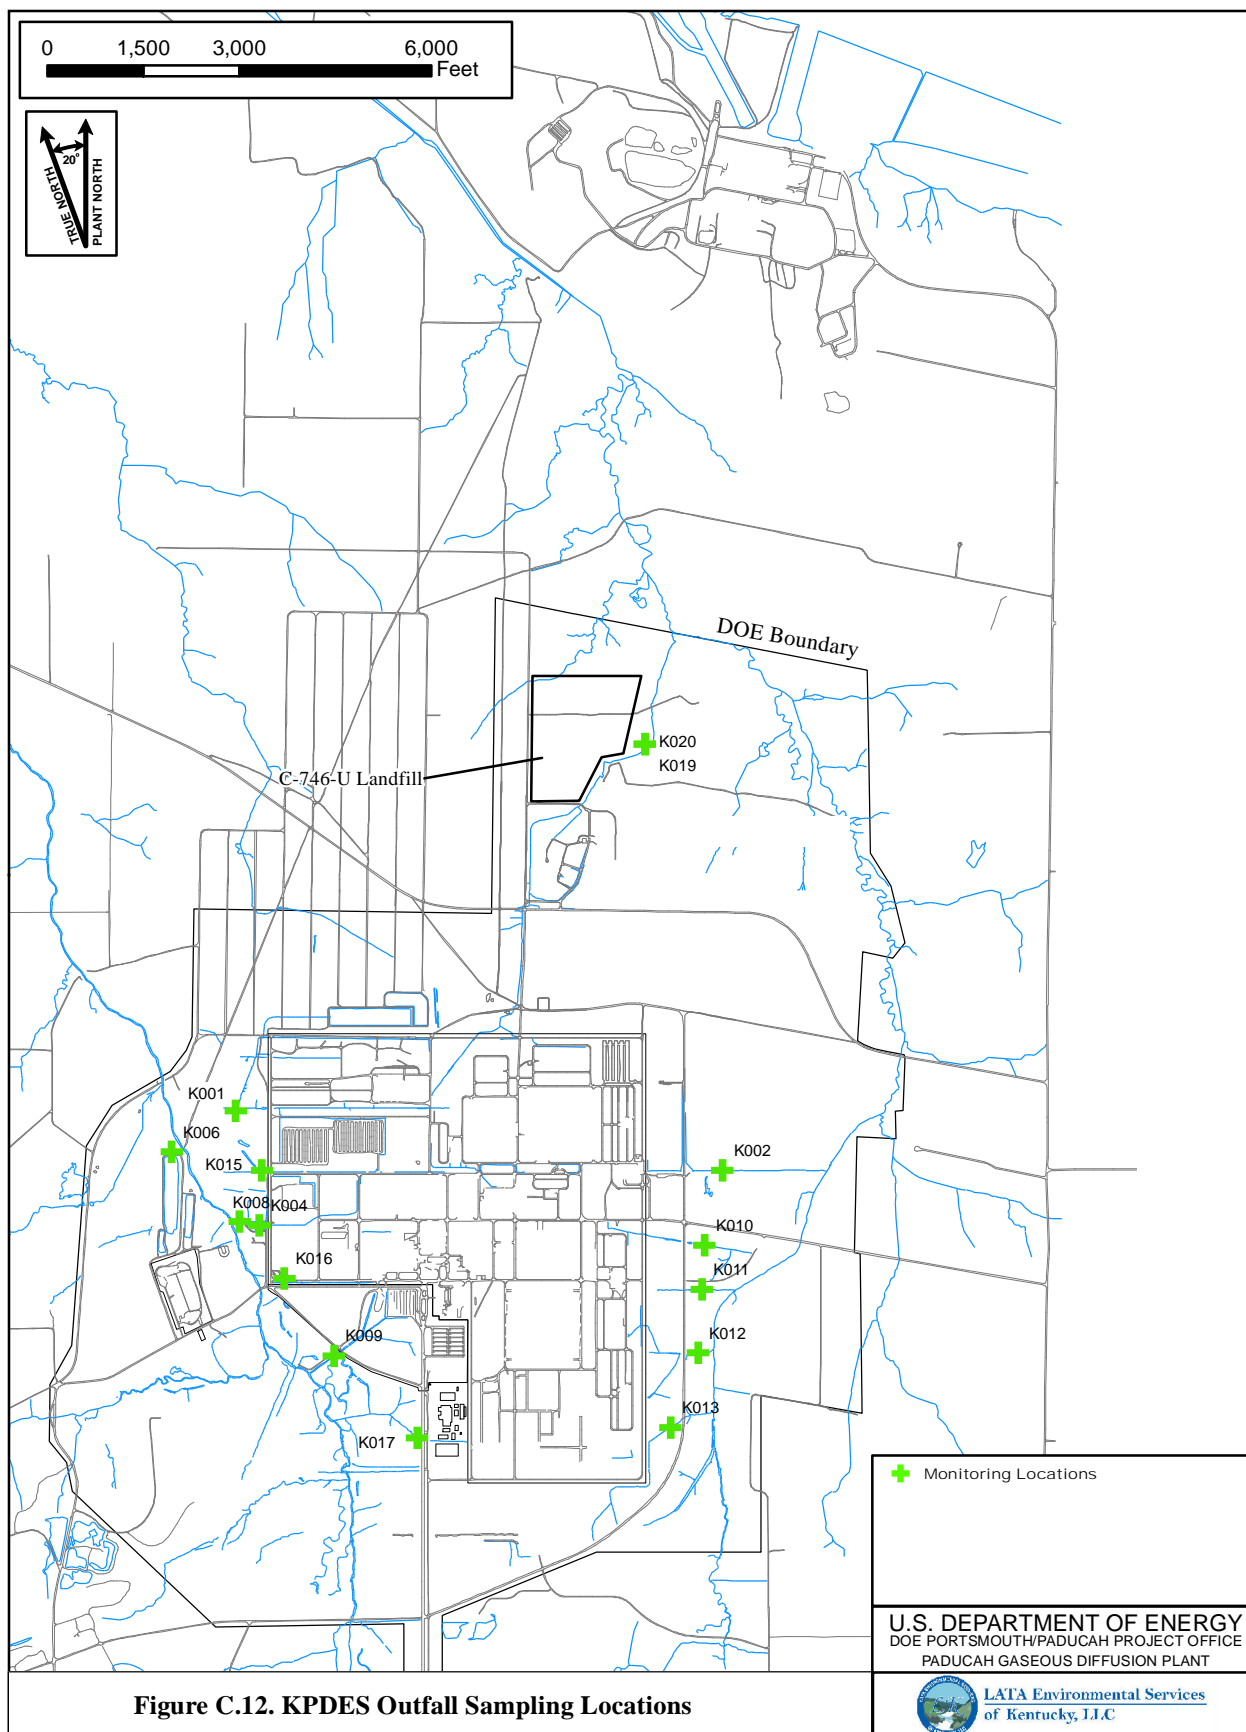 0 1,500 3,000 6,000
Feet
20°
TRUE NORTH
PLANT NORTH
DOE Boundary
K020
K019
C-746-U Landfill
K001
K006
K015
K002
K008
K004
K010
K016
K011
K009
K012
K013
K017
Monitoring Locations
U.S. DEPARTMENT OF ENERGY
DOE PORTSMOUTH/PADUCAH PROJECT OFFICE
PADUCAH GASEOUS DIFFUSION PLANT
Figure C.12. KPDES Outfall Sampling Locations
LATA Environmental Services
of Kentucky, LLC